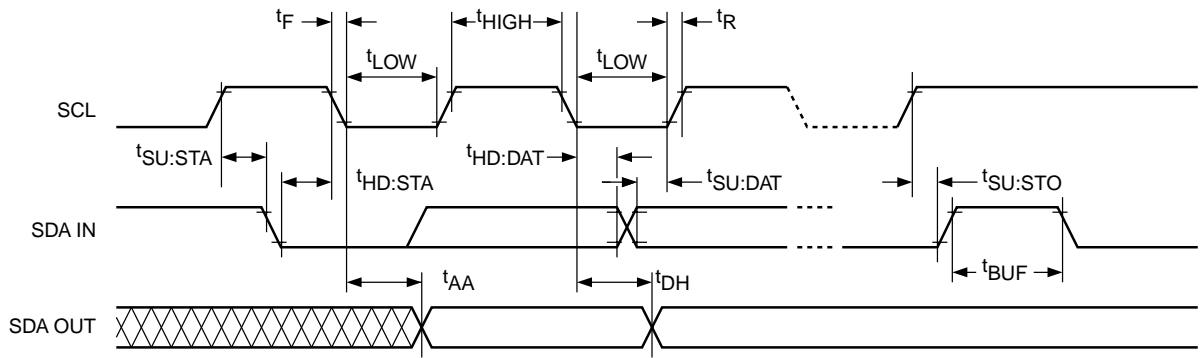 tF
tHIGH
tR
tLOW
tLOW
SCL
tSU:STA
tHD:STA
tHD:DAT
tSU:DAT
tSU:STO
SDA IN
tBUF
tAA
tDH
SDA OUT